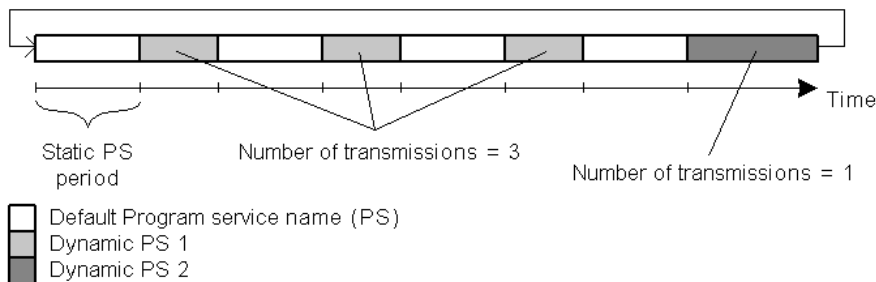 Time
Static PS
period
Number of transmissions = 3
Number of transmissions = 1
Default Program service name (PS)
Dynamic PS 1
Dynamic PS 2